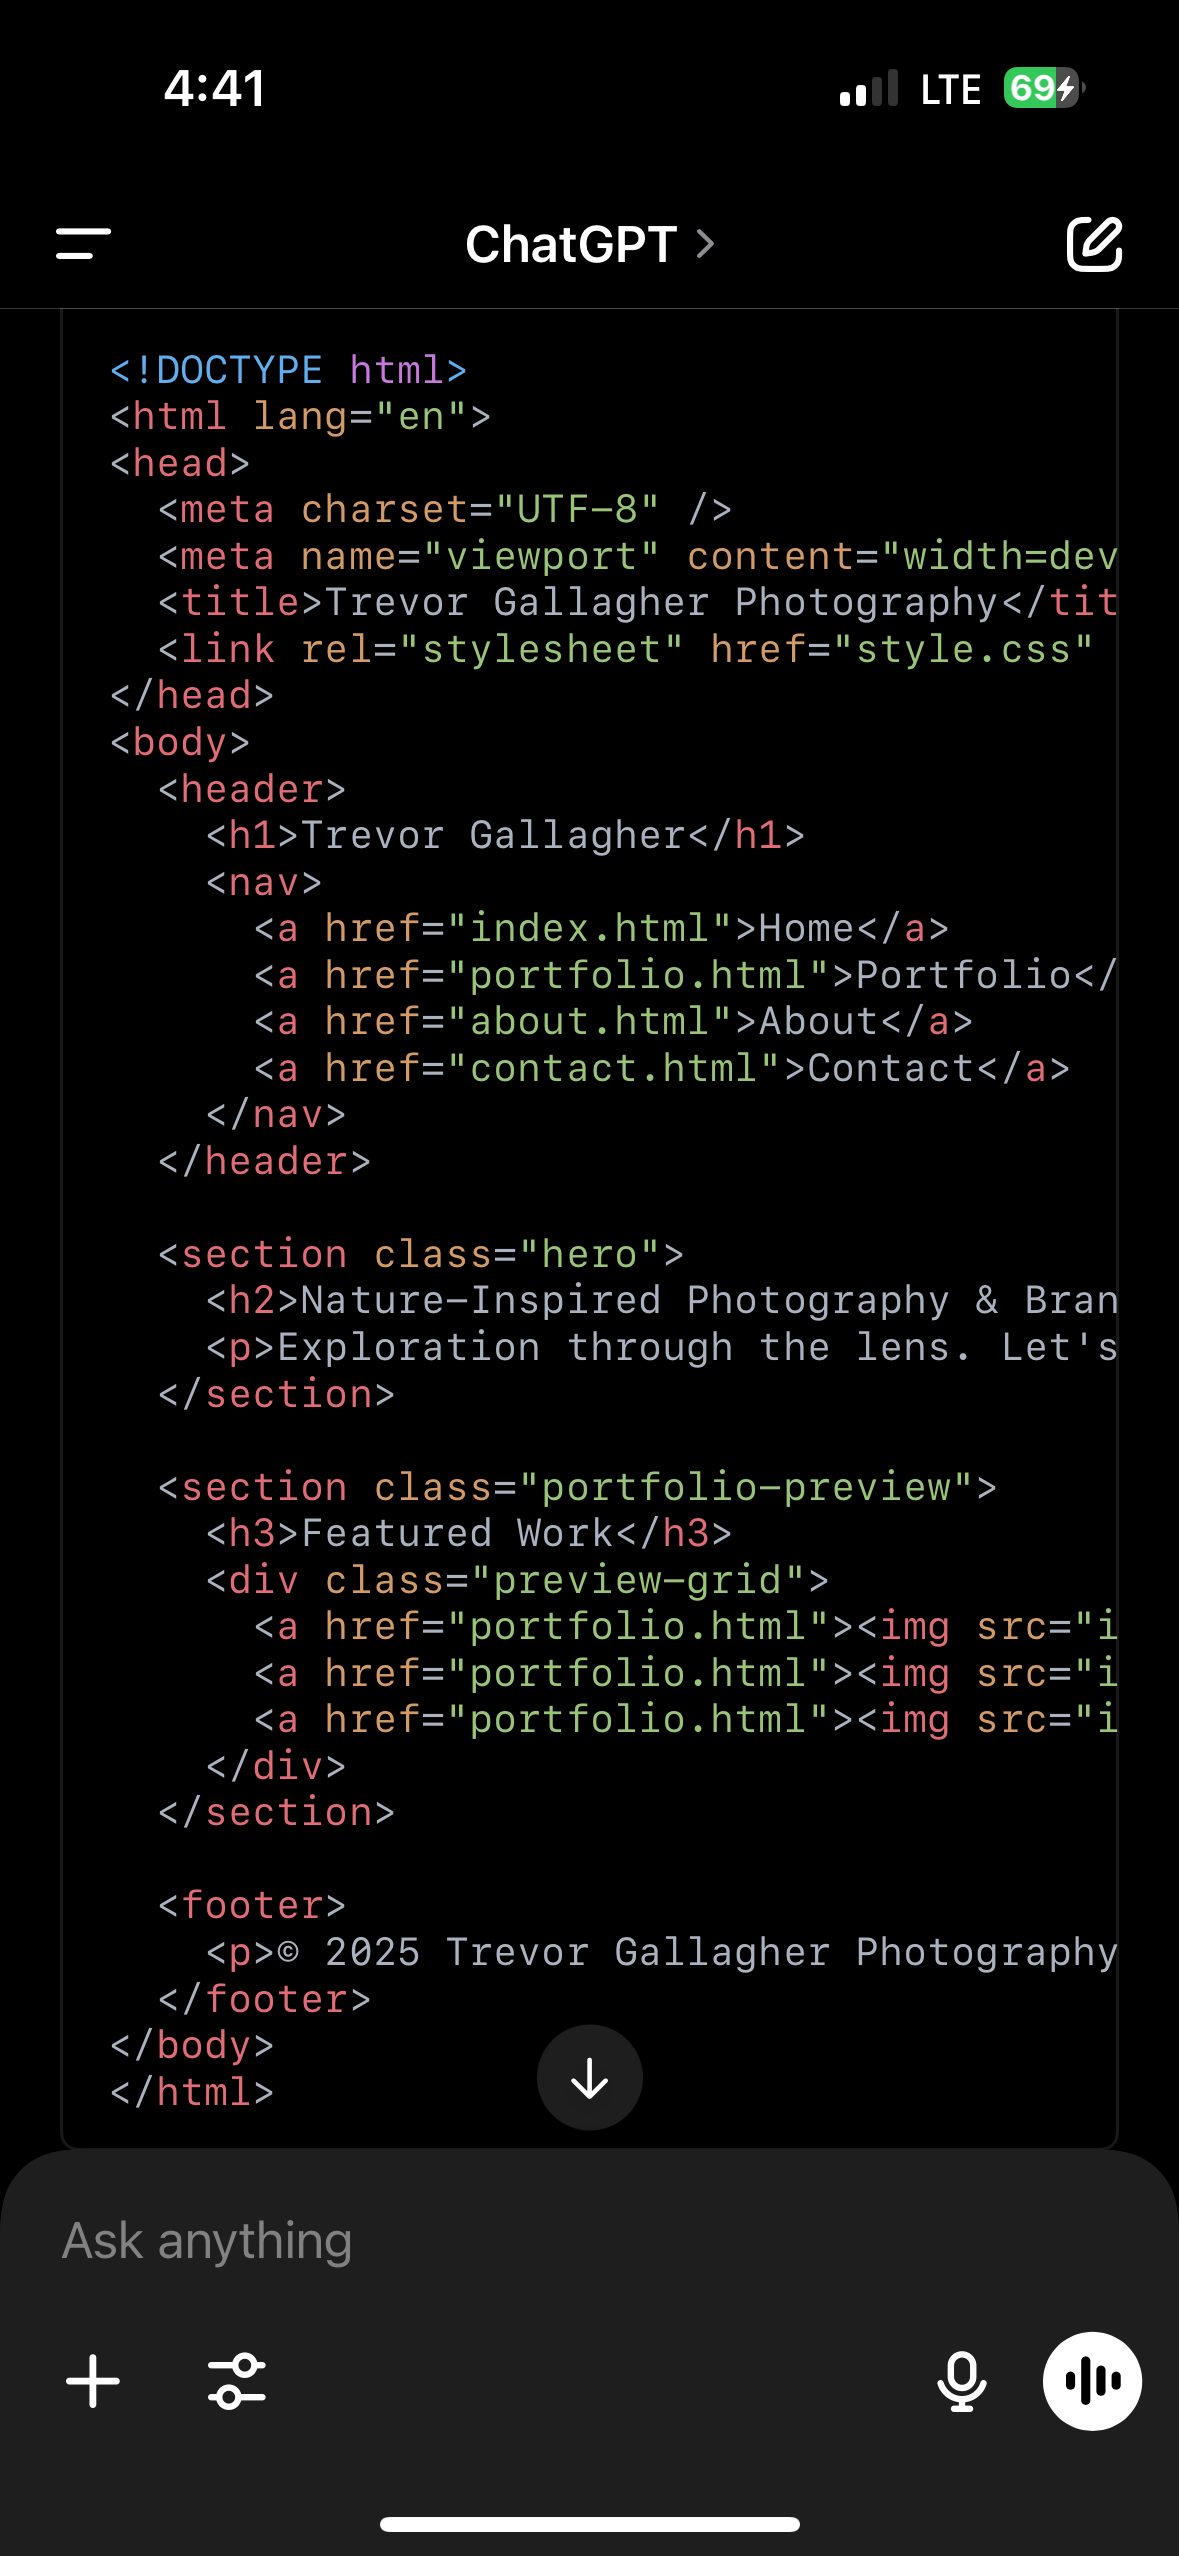 4:41 LTE 69
ChatGPT
<!DOCTYPE html>
<html lang="en">
<head>
  <meta charset="UTF-8" />
  <meta name="viewport" content="width=dev
  <title>Trevor Gallagher Photography</tit
  <link rel="stylesheet" href="style.css"
</head>
<body>
  <header>
    <h1>Trevor Gallagher</h1>
    <nav>
      <a href="index.html">Home</a>
      <a href="portfolio.html">Portfolio</
      <a href="about.html">About</a>
      <a href="contact.html">Contact</a>
    </nav>
  </header>
  <section class="hero">
    <h2>Nature-Inspired Photography & Bran
    <p>Exploration through the lens. Let's
  </section>
  <section class="portfolio-preview">
    <h3>Featured Work</h3>
    <div class="preview-grid">
      <a href="portfolio.html"><img src="i
      <a href="portfolio.html"><img src="i
      <a href="portfolio.html"><img src="i
    </div>
  </section>
  <footer>
    <p>© 2025 Trevor Gallagher Photography
  </footer>
</body>
</html>
Ask anything